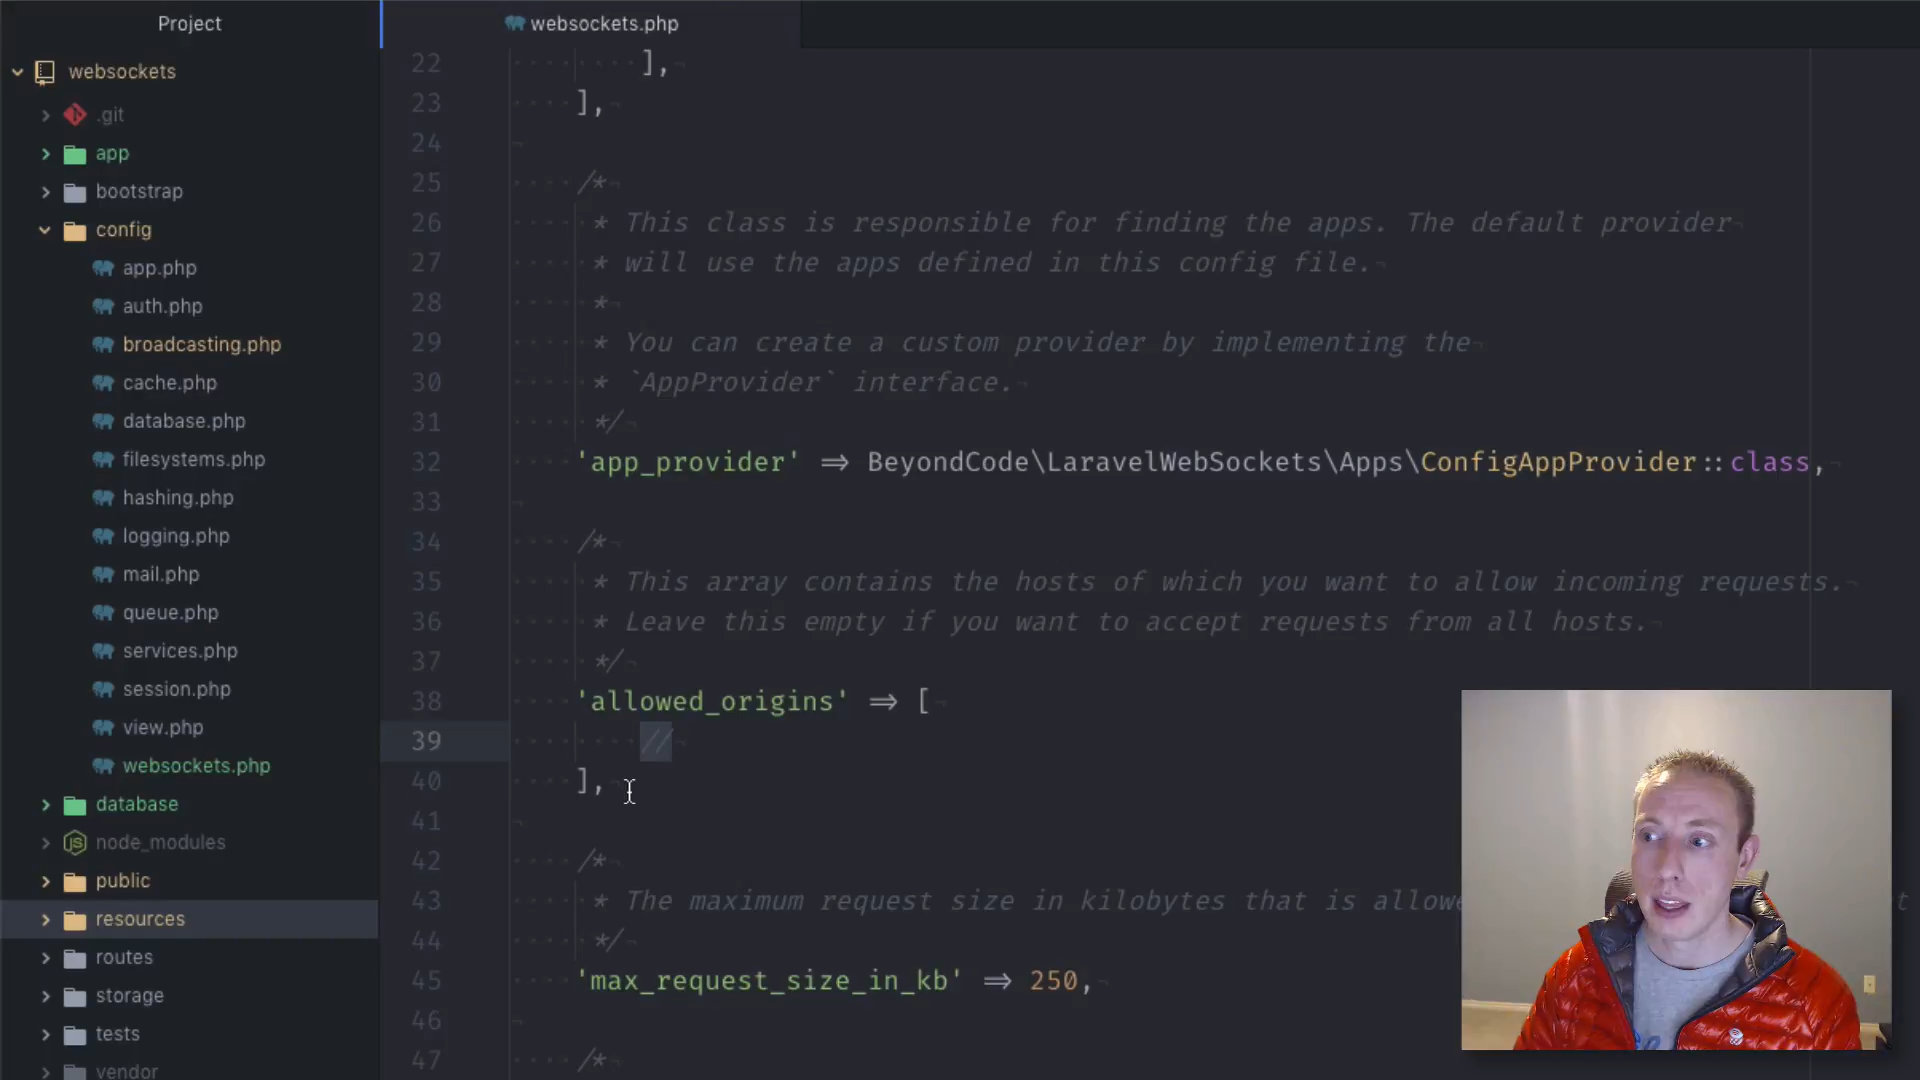 Project
websockets.php
websockets
.git
app
bootstrap
config
app.php
auth.php
broadcasting.php
cache.php
database.php
filesystems.php
hashing.php
logging.php
mail.php
queue.php
services.php
session.php
view.php
websockets.php
database
node_modules
public
resources
routes
storage
tests
vendor
22 ],
23 ],
24
25 /*
26 * This class is responsible for finding the apps. The default provider
27 * will use the apps defined in this config file.
28 *
29 * You can create a custom provider by implementing the
30 * `AppProvider` interface.
31 */
32 'app_provider' => BeyondCode\LaravelWebSockets\Apps\ConfigAppProvider::class,
33
34 /*
35 * This array contains the hosts of which you want to allow incoming requests.
36 * Leave this empty if you want to accept requests from all hosts.
37 */
38 'allowed_origins' => [
39 //
40 ],
41
42 /*
43 * The maximum request size in kilobytes that is
44 */
45 'max_request_size_in_kb' => 250,
46
47 /*